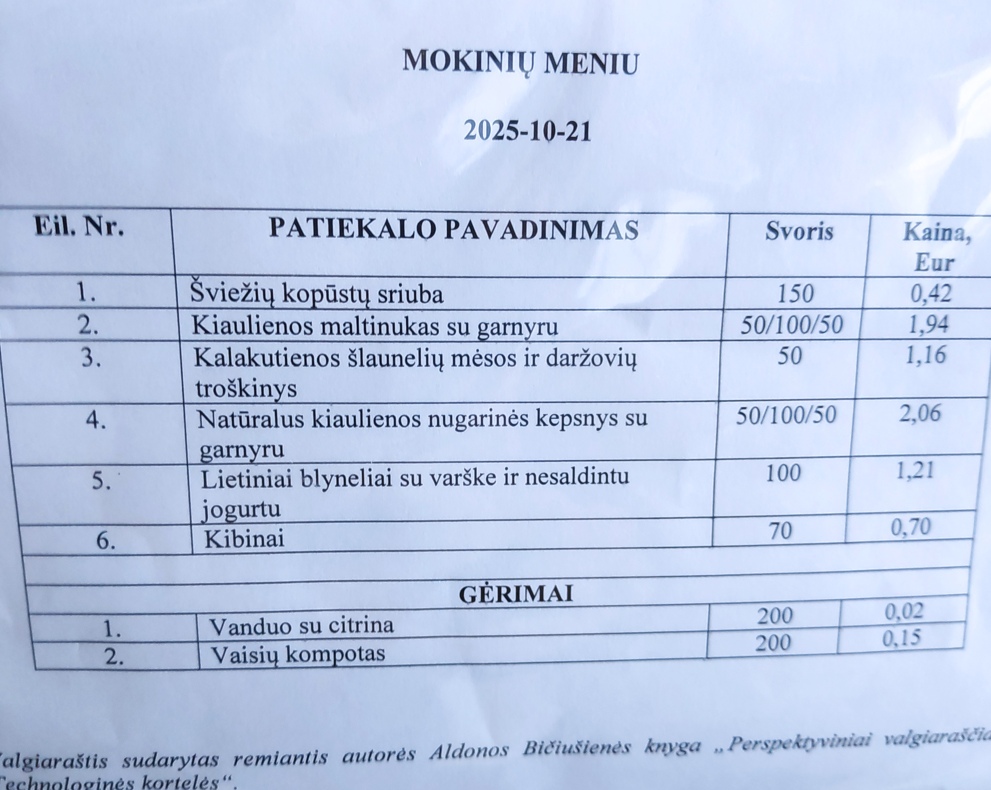 MOKINIŲ MENIU
2025-10-21
Eil. Nr. PATIEKALO PAVADINIMAS Svoris Kaina,
Eur
1. Šviežių kopūstų sriuba 150 0,42
2. Kiaulienos maltinukas su garnyru 50/100/50 1,94
3. Kalakutienos šlaunelių mėsos ir daržovių 50 1,16
troškinys
4. Natūralus kiaulienos nugarinės kepsnys su 50/100/50 2,06
garnyru
5. Lietiniai blyneliai su varške ir nesaldintu 100 1,21
jogurtu
6. Kibinai 70 0,70
GĖRIMAI
1. Vanduo su citrina 200 0,02
2. Vaisių kompotas 200 0,15
algiaraštis sudarytas remiantis autorės Aldonos Bičiušienės knyga „Perspektyviniai valgiaraščia
Technologinės kortelės“.